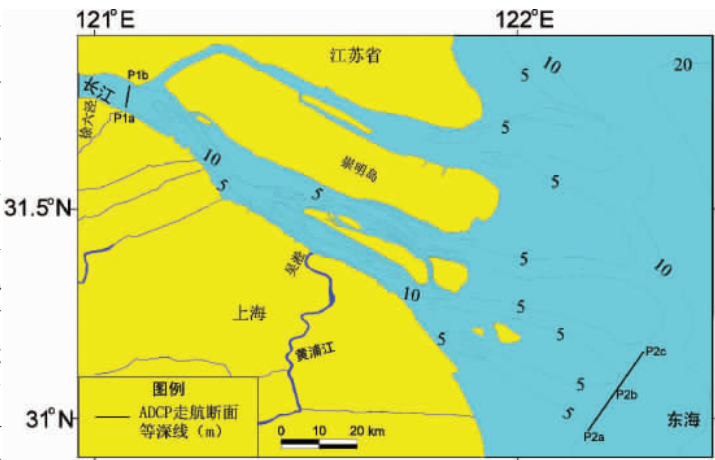 121°E 122°E
江苏省
5 10 20
P1b
长江
P1a
徐六泾
5
10
崇明岛
5
5
5
31.5°N
吴淞
5
10
10
上海
5
5
5
P2c
黄浦江
5
P2b
5
东海
P2a
31°N
图例
ADCP走航断面
等深线（m）
0 10 20 km